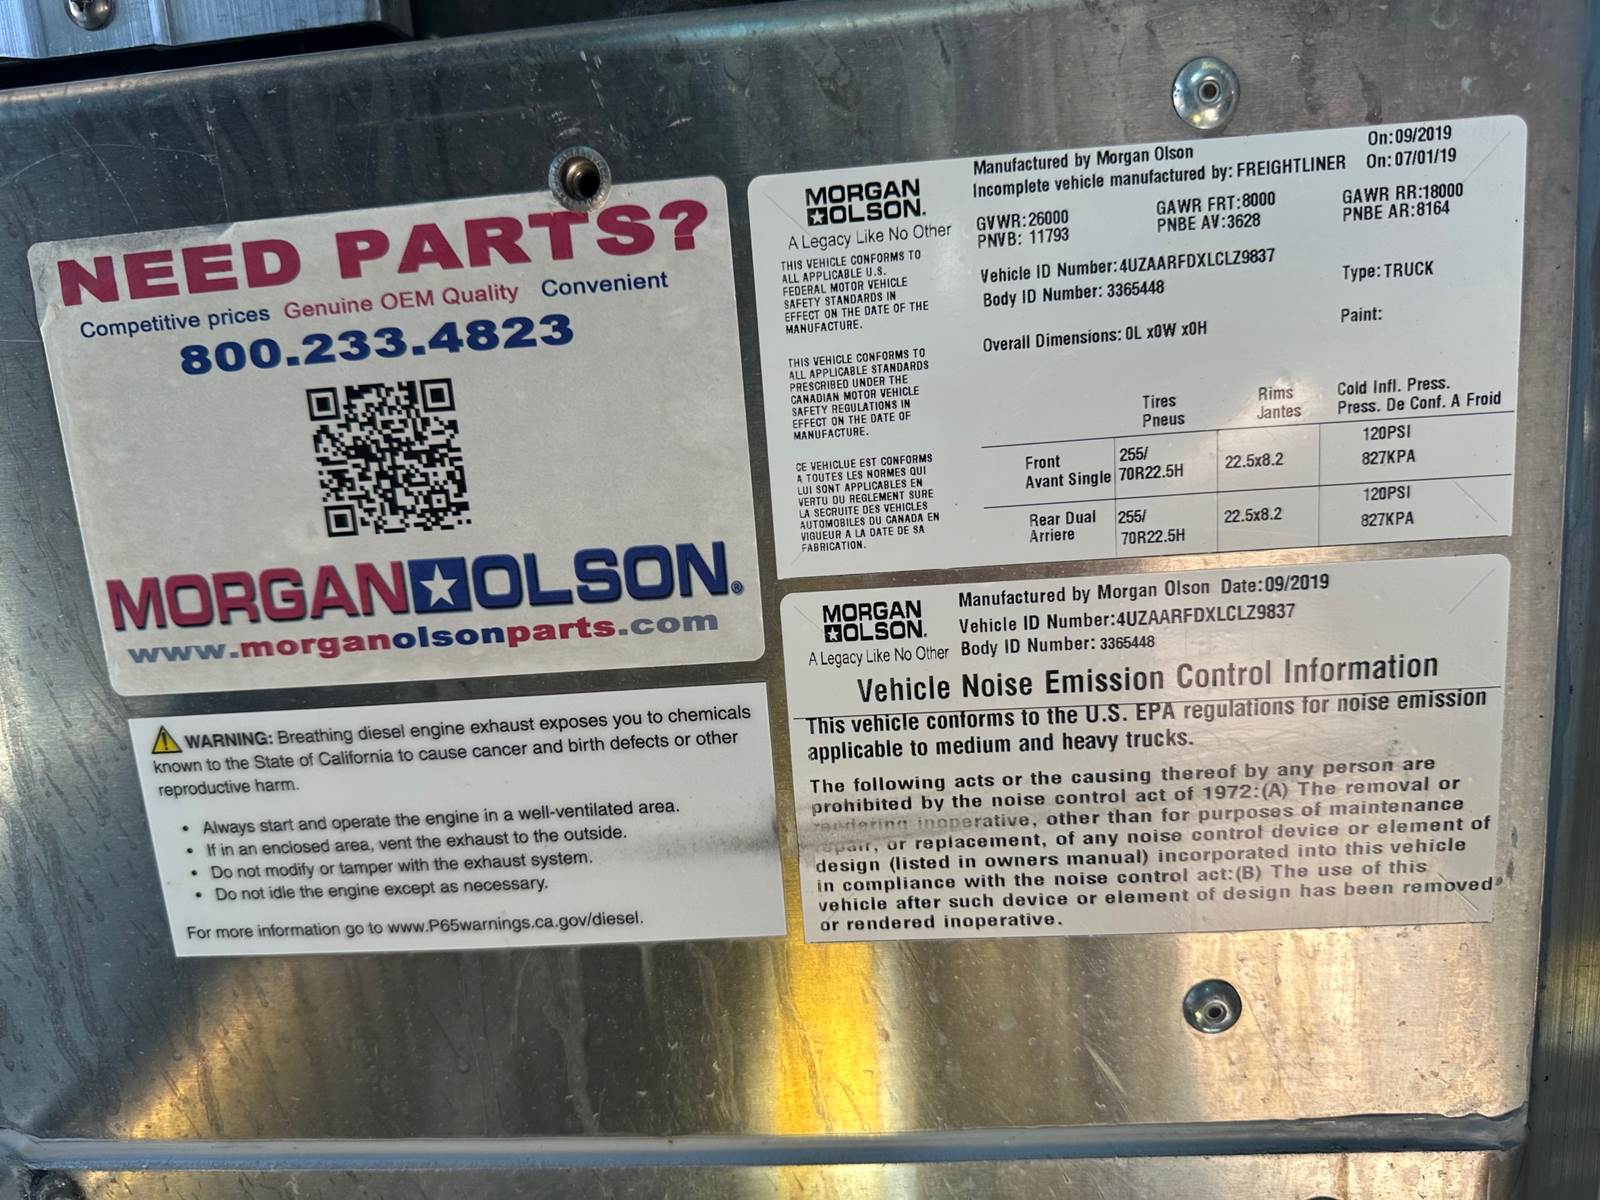 NEED PARTS?
Competitive prices Genuine OEM Quality Convenient
800.233.4823
MORGAN OLSON®
www.morganolsonparts.com
WARNING: Breathing diesel engine exhaust exposes you to chemicals
known to the State of California to cause cancer and birth defects or other
reproductive harm.
• Always start and operate the engine in a well-ventilated area.
• If in an enclosed area, vent the exhaust to the outside.
• Do not modify or tamper with the exhaust system.
• Do not idle the engine except as necessary.
For more information go to www.P65warnings.ca.gov/diesel.
MORGAN
OLSON.
A Legacy Like No Other
THIS VEHICLE CONFORMS TO
ALL APPLICABLE U.S.
FEDERAL MOTOR VEHICLE
SAFETY STANDARDS IN
EFFECT ON THE DATE OF THE
MANUFACTURE.
THIS VEHICLE CONFORMS TO
ALL APPLICABLE STANDARDS
PRESCRIBED UNDER THE
CANADIAN MOTOR VEHICLE
SAFETY REGULATIONS IN
EFFECT ON THE DATE OF
MANUFACTURE.
CE VEHICLUE EST CONFORMS
A TOUTES LES NORMES QUI
LUI SONT APPLICABLES EN
VERTU DU REGLEMENT SURE
LA SECRUITE DES VEHICLES
AUTOMOBILES DU CANADA EN
VIGUEUR A LA DATE DE SA
FABRICATION.
Manufactured by Morgan Olson On:09/2019
Incomplete vehicle manufactured by: FREIGHTLINER On:07/01/19
GVWR:26000 GAWR FRT:8000 GAWR RR:18000
PNVB: 11793 PNBE AV:3628 PNBE AR:8164
Vehicle ID Number:4UZAARFDXLCLZ9837 Type:TRUCK
Body ID Number: 3365448
Overall Dimensions: 0L x0W x0H Paint:
Tires Rims Cold Infl. Press.
Pneus Jantes Press. De Conf. A Froid
Front 255/ 22.5x8.2 120PSI
Avant Single 70R22.5H 827KPA
Rear Dual 255/ 22.5x8.2 120PSI
Arriere 70R22.5H 827KPA
MORGAN
OLSON.
A Legacy Like No Other
Manufactured by Morgan Olson Date:09/2019
Vehicle ID Number:4UZAARFDXLCLZ9837
Body ID Number: 3365448
Vehicle Noise Emission Control Information
This vehicle conforms to the U.S. EPA regulations for noise emission
applicable to medium and heavy trucks.
The following acts or the causing thereof by any person are
prohibited by the noise control act of 1972:(A) The removal or
rendering inoperative, other than for purposes of maintenance
repair, or replacement, of any noise control device or element of
design (listed in owners manual) incorporated into this vehicle
in compliance with the noise control act:(B) The use of this
vehicle after such device or element of design has been removed
or rendered inoperative.